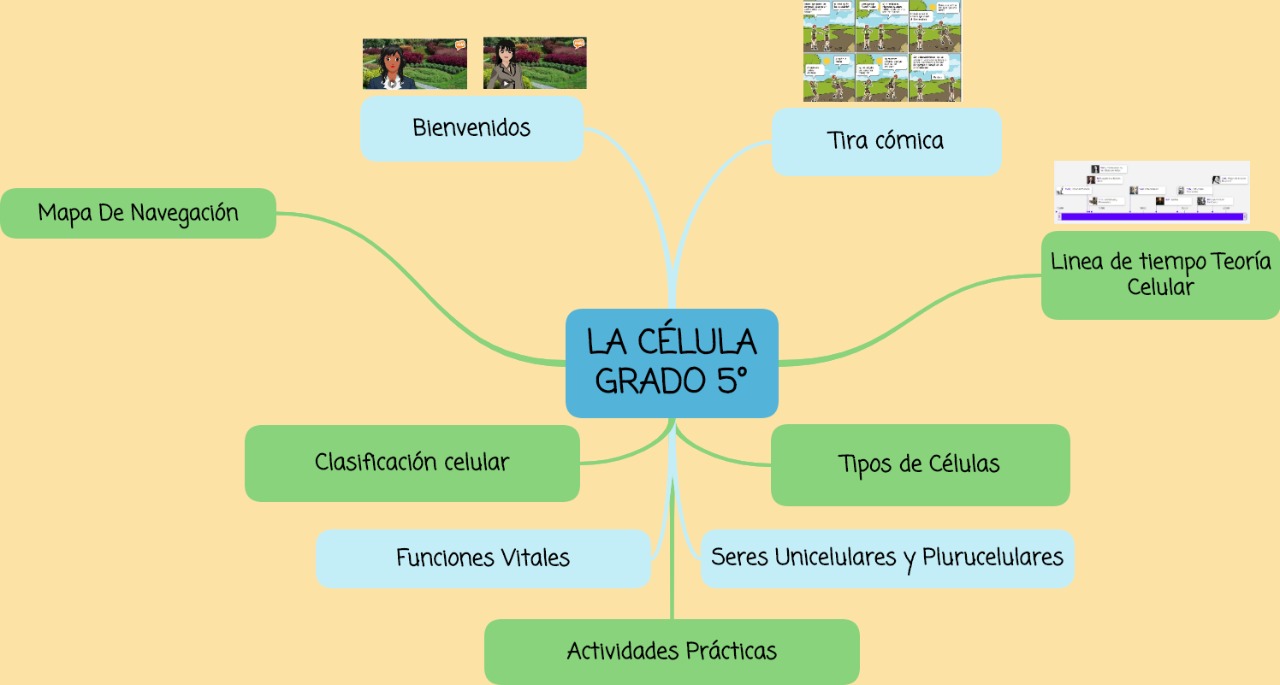 Bienvenidos
Tira cómica
Mapa De Navegación
Linea de tiempo Teoría
Celular
LA CÉLULA
GRADO 5°
Clasificación celular
Tipos de Células
Funciones Vitales
Seres Unicelulares y Plurucelulares
Actividades Prácticas